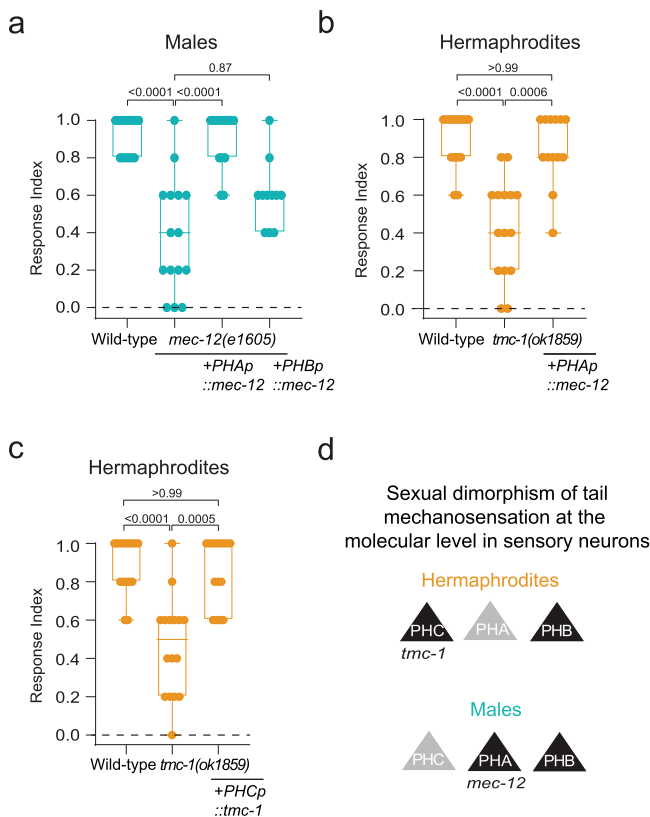 a
Males
0.87
<0.0001 <0.0001
1.0
0.8
0.6
0.4
0.2
0.0
Response Index
Wild-type mec-12(e1605)
+PHAp +PHBp
::mec-12 ::mec-12
b
Hermaphrodites
>0.99
<0.0001 0.0006
1.0
0.8
0.6
0.4
0.2
0.0
Response Index
Wild-type tmc-1(ok1859)
+PHAp
::mec-12
c
Hermaphrodites
>0.99
<0.0001 0.0005
1.0
0.8
0.6
0.4
0.2
0.0
Response Index
Wild-type tmc-1(ok1859)
+PHCp
::tmc-1
d
Sexual dimorphism of tail
mechanosensation at the
molecular level in sensory neurons
Hermaphrodites
PHC PHA PHB
tmc-1
Males
PHC PHA PHB
mec-12